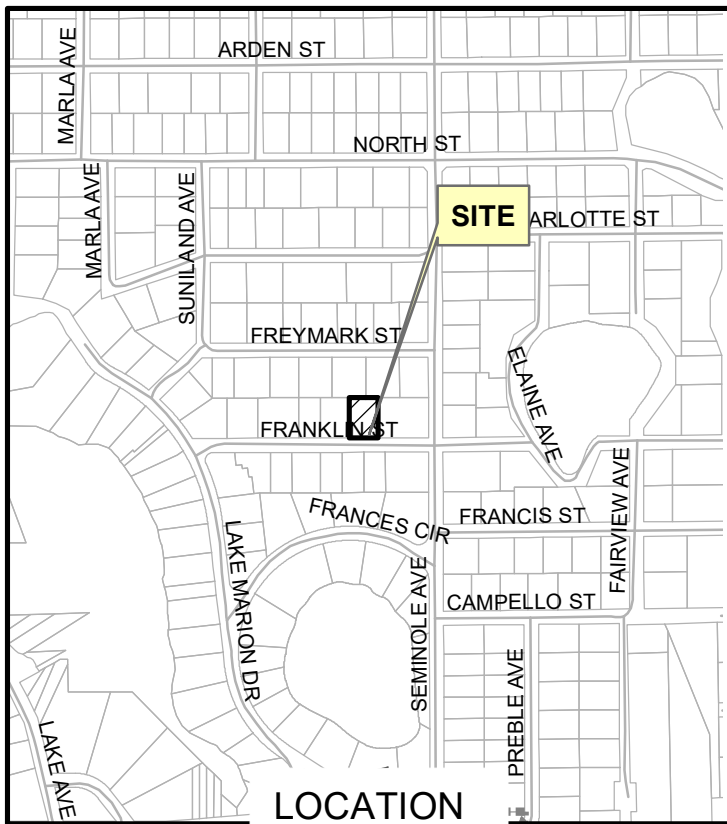 ARDEN ST
MARLA AVE
NORTH ST
MARLA AVE
SUNILAND AVE
SITE
ARLOTTE ST
FREYMARK ST
ELAINE AVE
FRANKLIN ST
FRANCES CIR
FRANCIS ST
FAIRVIEW AVE
LAKE MARION DR
SEMINOLE AVE
CAMPELLO ST
PREBLE AVE
LAKE AVE
LOCATION